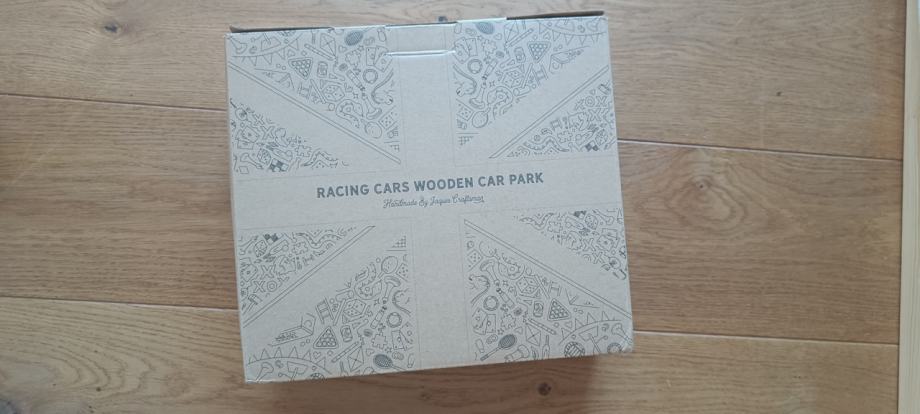 RACING CARS WOODEN CAR PARK
Handmade By Jaques Craftsmen